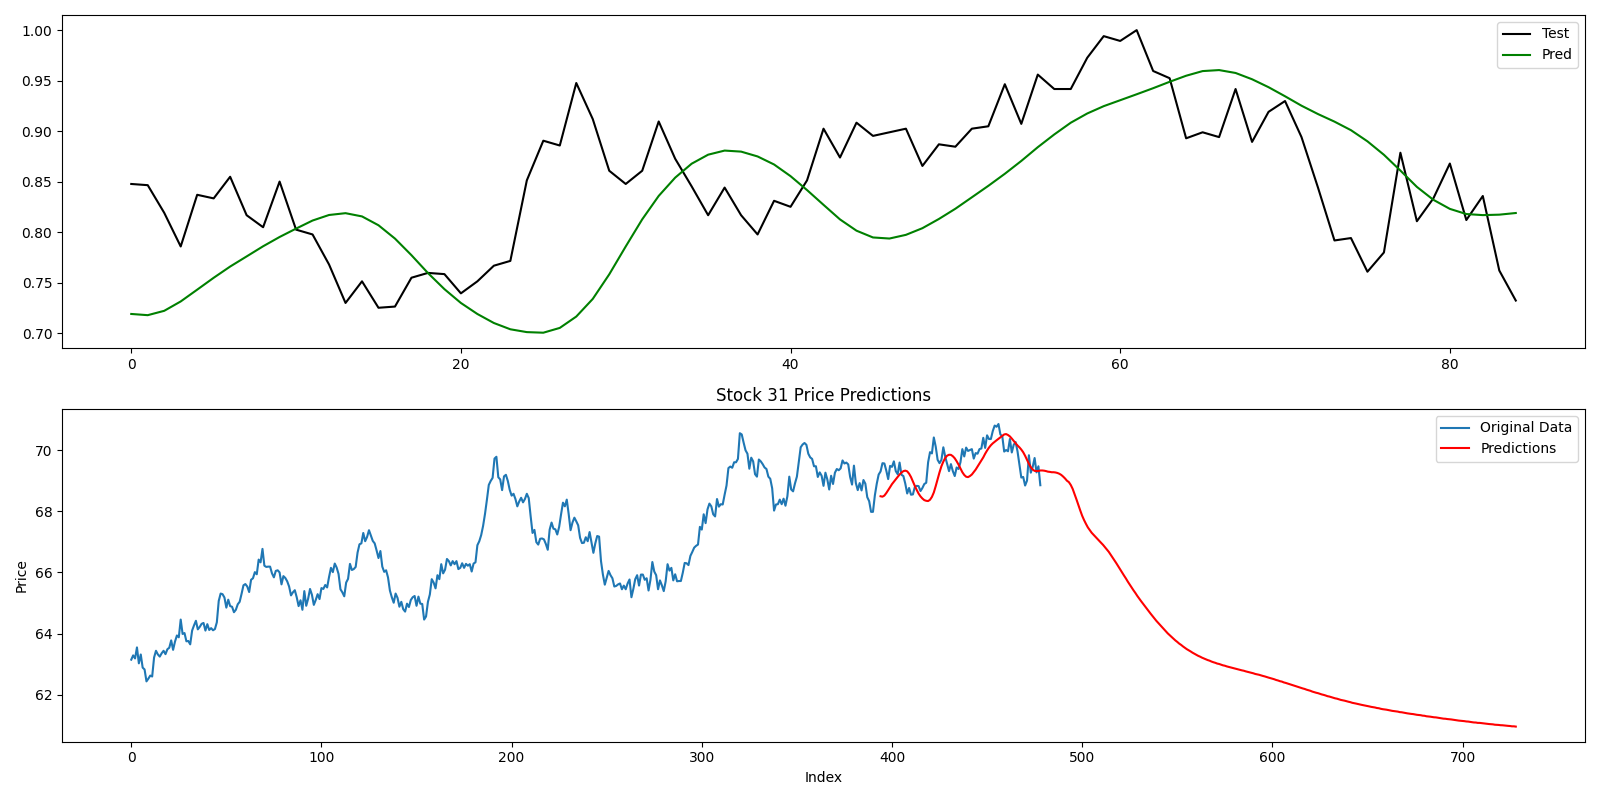 1.00
0.95
0.90
0.85
0.80
0.75
0.70
Test
Pred
0 20 40 60 80
Stock 31 Price Predictions
Price
70
68
66
64
62
Original Data
Predictions
0 100 200 300 400 500 600 700
Index